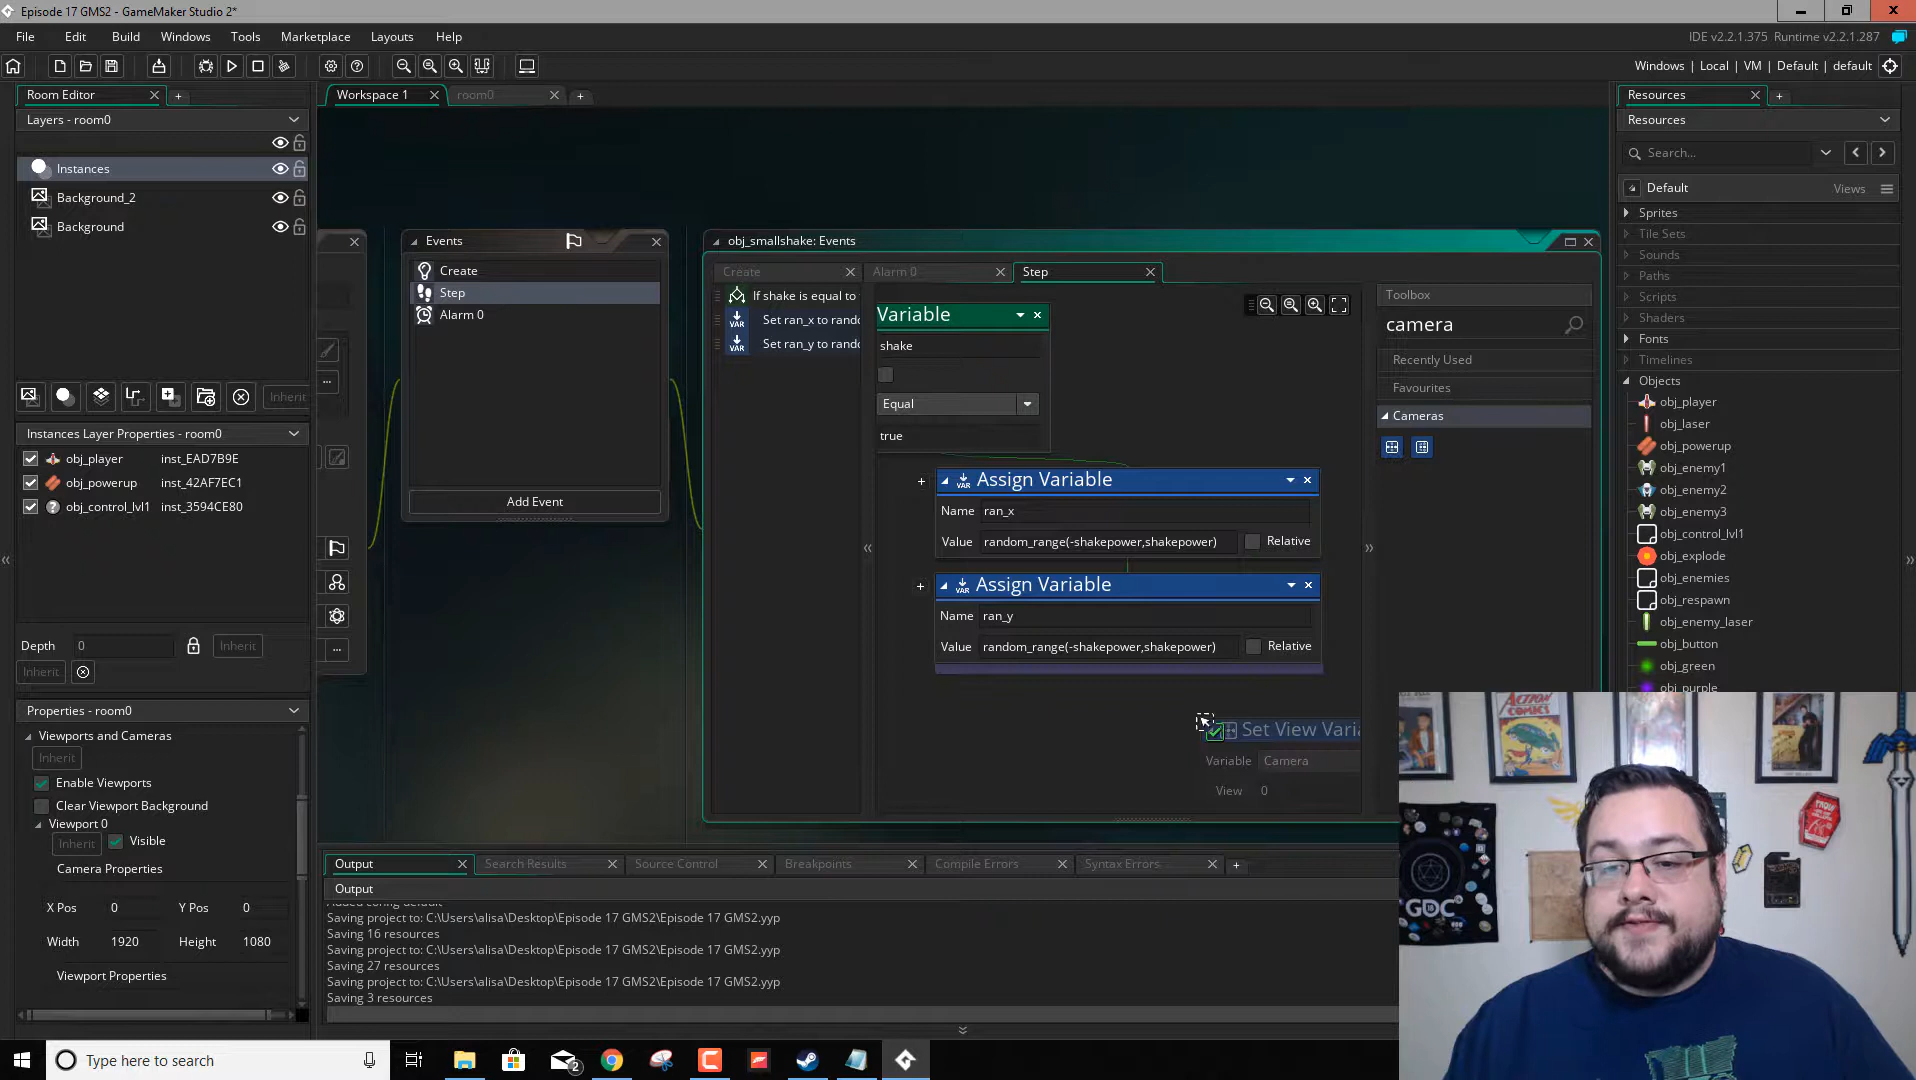 Episode 17 GMS2 - GameMaker Studio 2*
File Edit Build Windows Tools Marketplace Layouts Help
IDE v2.2.1.375 Runtime v2.2.1.287
Windows | Local | VM | Default | default
Room Editor
Layers - room0
Instances
Background_2
Background
Inherit
Instances Layer Properties - room0
obj_player inst_EAD7B9E
obj_powerup inst_42AF7EC1
obj_control_lvl1 inst_3594CE80
Depth 0 Inherit
Inherit
Properties - room0
Viewports and Cameras
Inherit
Enable Viewports
Clear Viewport Background
Viewport 0
Inherit Visible
Camera Properties
X Pos 0 Y Pos 0
Width 1920 Height 1080
Viewport Properties
Workspace 1 room0
Events
Create
Step
Alarm 0
Add Event
obj_smallshake: Events
Create Alarm 0 Step
If shake is equal to
Set ran_x to rando
Set ran_y to rando
Variable
shake
Equal
true
Assign Variable
Name ran_x
Value random_range(-shakepower,shakepower) Relative
Assign Variable
Name ran_y
Value random_range(-shakepower,shakepower) Relative
Set View Varia
Variable Camera
View 0
Toolbox
camera
Recently Used
Favourites
Cameras
Output Search Results Source Control Breakpoints Compile Errors Syntax Errors
Output
Saving project to: C:\Users\alisa\Desktop\Episode 17 GMS2\Episode 17 GMS2.yyp
Saving 16 resources
Saving project to: C:\Users\alisa\Desktop\Episode 17 GMS2\Episode 17 GMS2.yyp
Saving 27 resources
Saving project to: C:\Users\alisa\Desktop\Episode 17 GMS2\Episode 17 GMS2.yyp
Saving 3 resources
Resources
Resources
Search...
Default Views
Sprites
Tile Sets
Sounds
Paths
Scripts
Shaders
Fonts
Timelines
Objects
obj_player
obj_laser
obj_powerup
obj_enemy1
obj_enemy2
obj_enemy3
obj_control_lvl1
obj_explode
obj_enemies
obj_respawn
obj_enemy_laser
obj_button
obj_green
obj_purple
ACTION COMICS
GDC
Type here to search
2